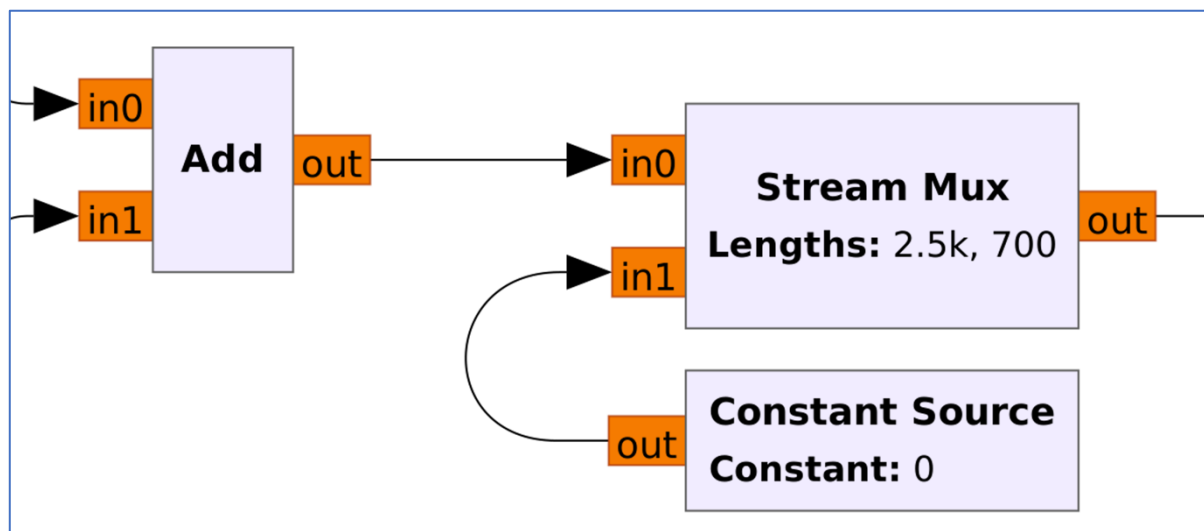 in0
in1
Add
out
in0
in1
Stream Mux
Lengths: 2.5k, 700
out
out
Constant Source
Constant: 0